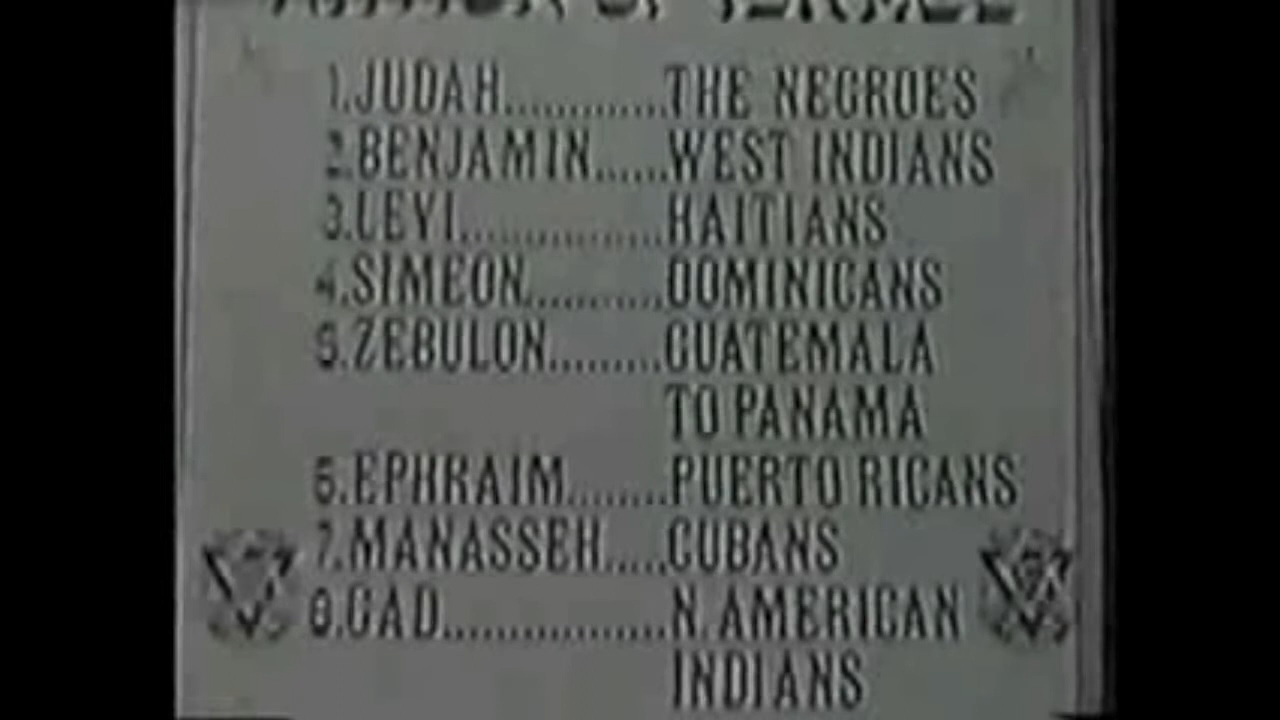 1.JUDAH.............THE NEGROES
2.BENJAMIN......WEST INDIANS
3.LEVI................HAITIANS
4.SIMEON...........DOMINICANS
5.ZEBULON.........GUATEMALA
TO PANAMA
6.EPHRAIM........PUERTO RICANS
7.MANASSEH.....CUBANS
8.GAD..................N. AMERICAN
INDIANS